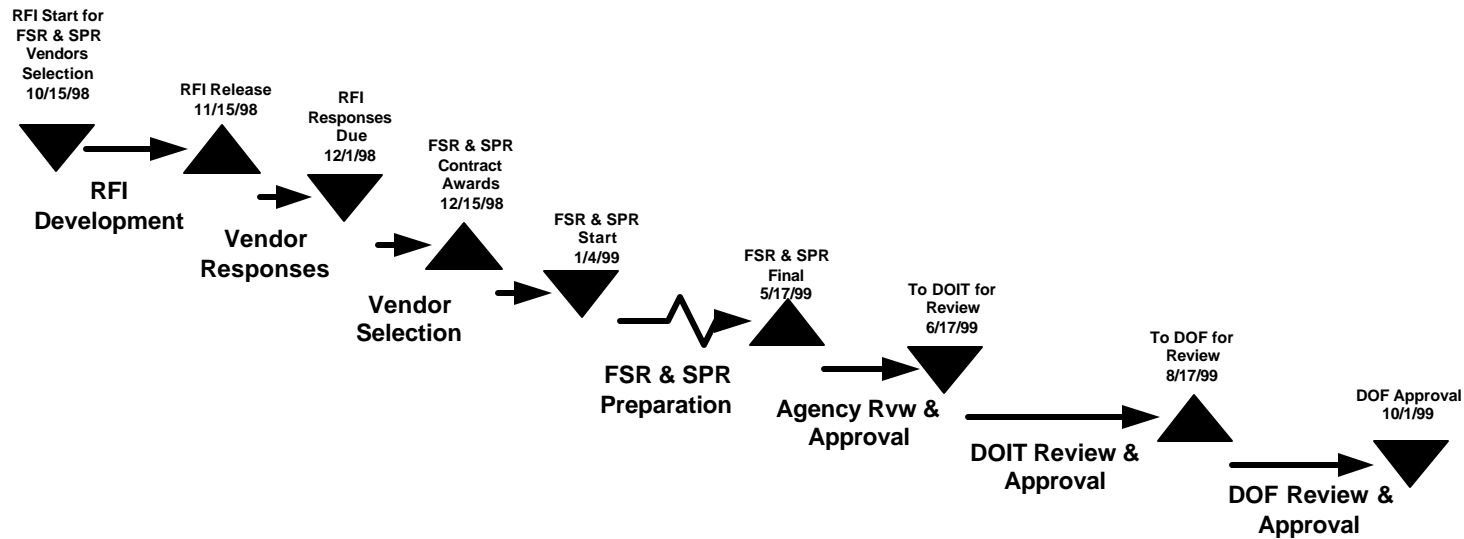 RFI Start for
FSR & SPR
Vendors
Selection
10/15/98
RFI Development
RFI Release
11/15/98
Vendor
Responses
RFI
Responses
Due
12/1/98
Vendor
Selection
FSR & SPR
Contract
Awards
12/15/98
FSR & SPR
Start
1/4/99
FSR & SPR
Preparation
FSR & SPR
Final
5/17/99
Agency Rvw &
Approval
To DOIT for
Review
6/17/99
DOIT Review &
Approval
To DOF for
Review
8/17/99
DOF Review &
Approval
DOF Approval
10/1/99